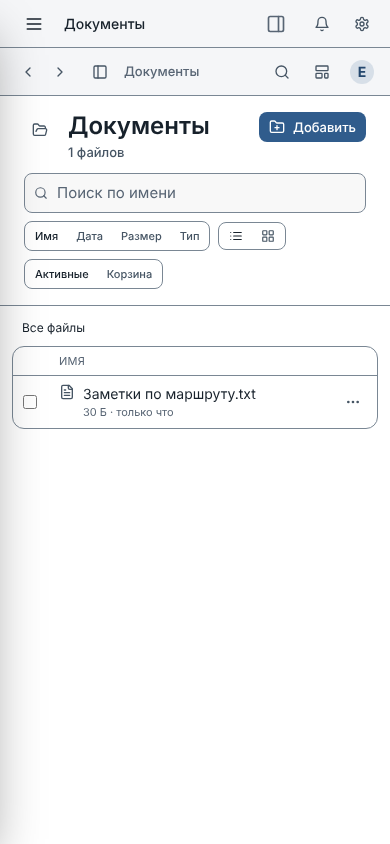 Документы
Документы
E
Документы
Добавить
1 файлов
Поиск по имени
Имя Дата Размер Тип
Активные Корзина
Все файлы
ИМЯ
Заметки по маршруту.txt
30 Б · только что